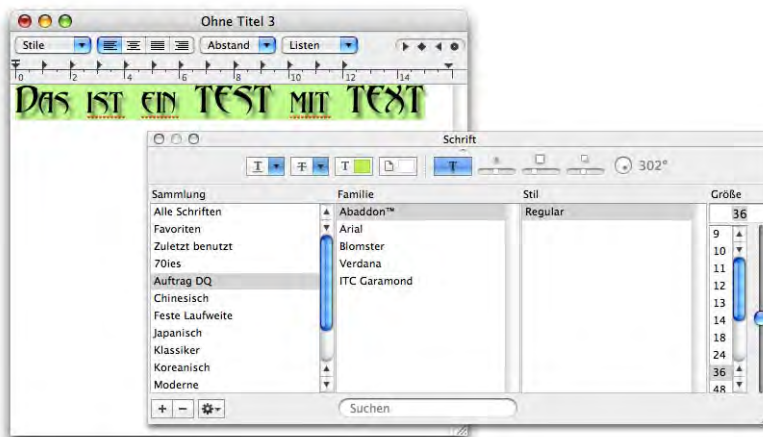 Ohne Titel 3
Stile Abstand Listen
0 2 4 6 8 10 12 14
Das ist ein TEST mit TEXT
Schrift
T T T T 302°
Sammlung Familie Stil Größe
Alle Schriften Abaddon™ Regular 36
Favoriten Arial 9
Zuletzt benutzt Blomster 10
70ies Verdana 11
Auftrag DQ ITC Garamond 12
Chinesisch 13
Feste Laufweite 14
Japanisch 18
Klassiker 24
Koreanisch 36
Moderne 48
Suchen